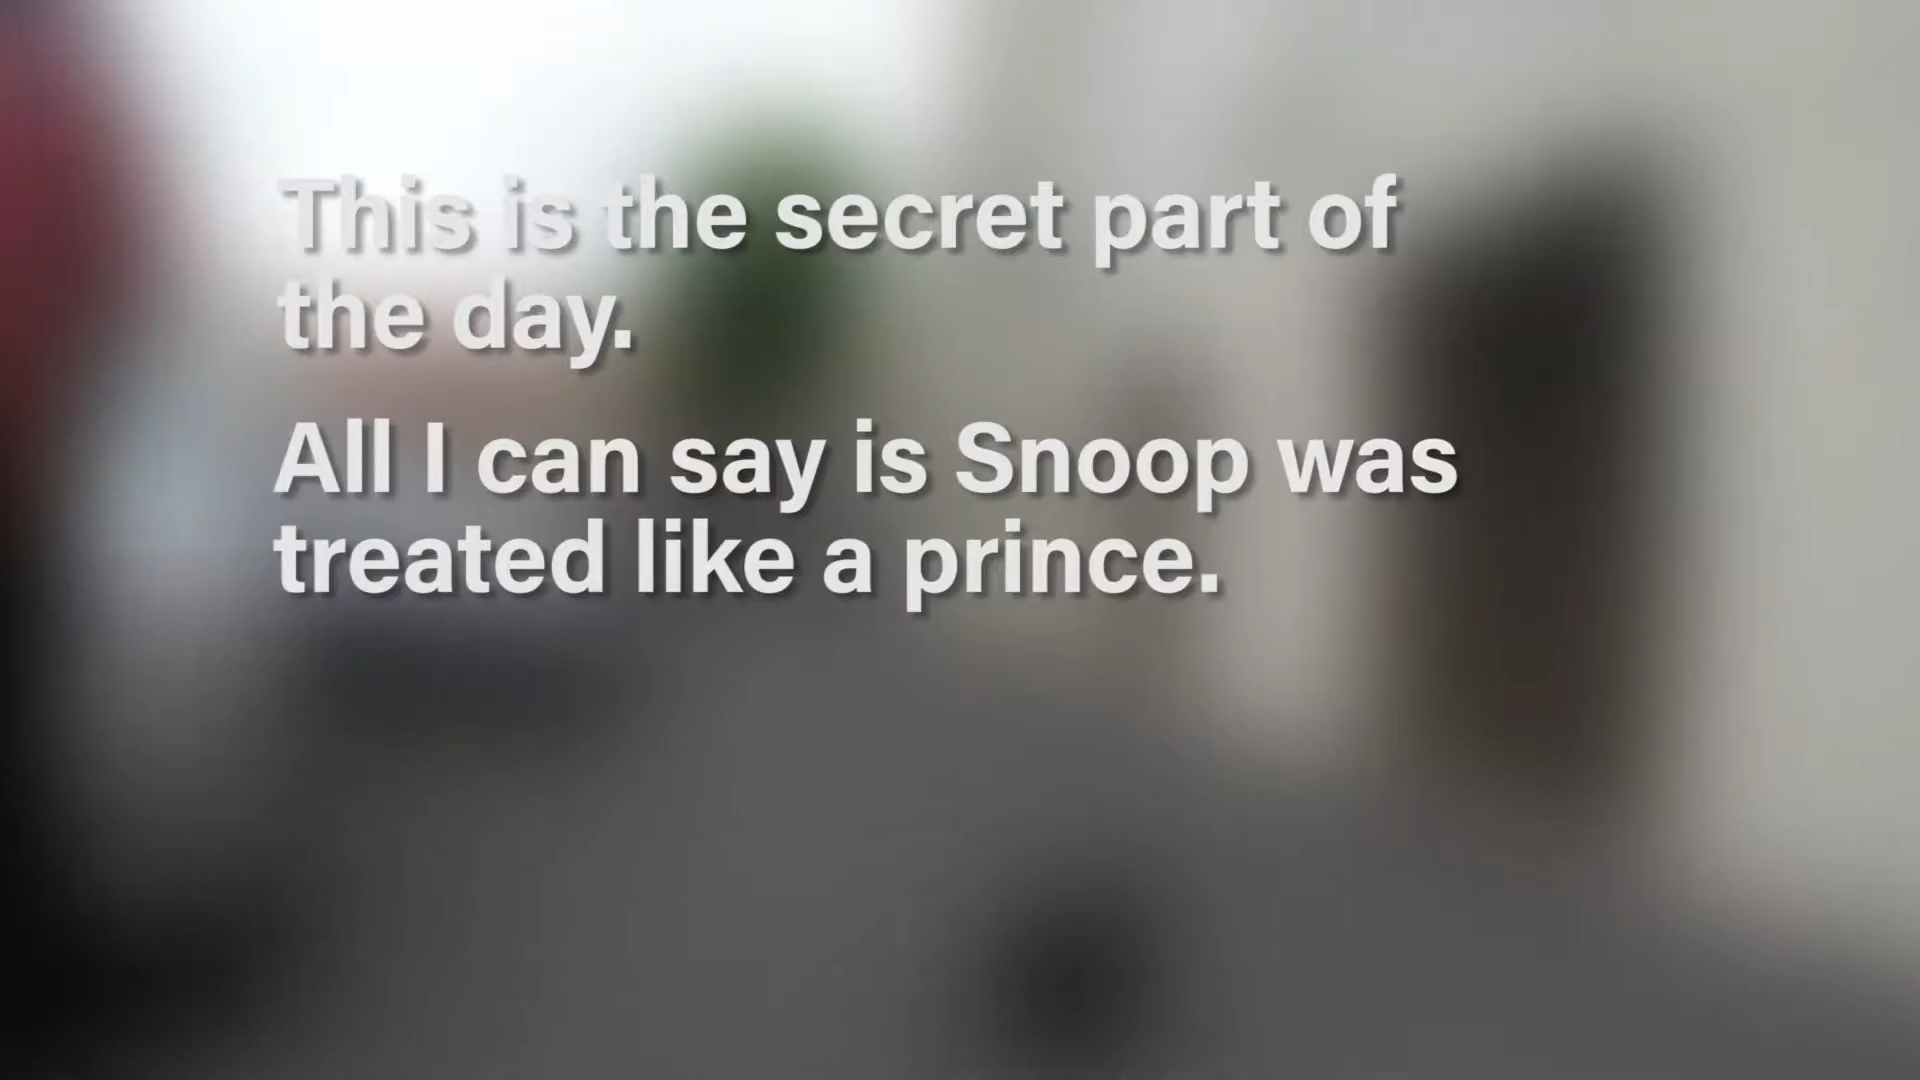 This is the secret part of
the day.
All I can say is Snoop was
treated like a prince.